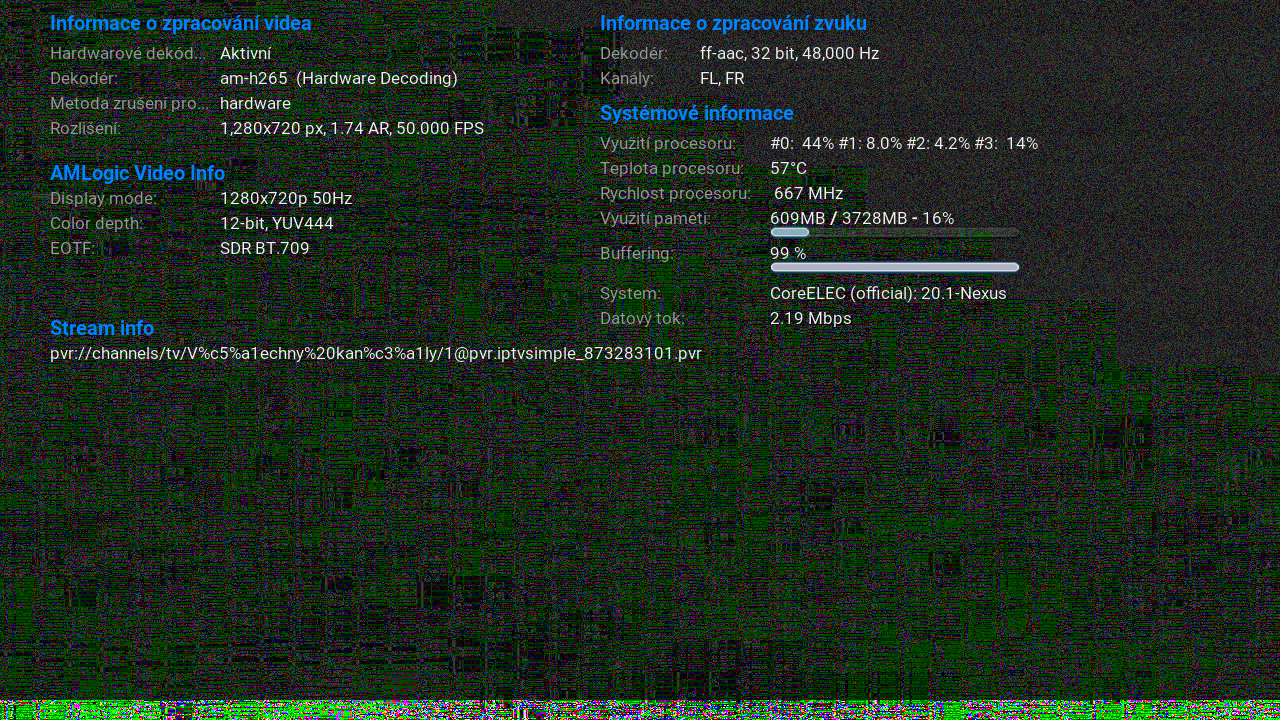 Informace o zpracování videa
Hardwarové dekód... Aktivní
Dekodér: am-h265 (Hardware Decoding)
Metoda zrušení pro... hardware
Rozlišení: 1,280x720 px, 1.74 AR, 50.000 FPS
AMLogic Video Info
Display mode: 1280x720p 50Hz
Color depth: 12-bit, YUV444
EOTF: SDR BT.709
Stream info
pvr://channels/tv/V%c5%a1echny%20kan%c3%a1ly/1@pvr.iptvsimple_873283101.pvr
Informace o zpracování zvuku
Dekodér: ff-aac, 32 bit, 48,000 Hz
Kanály: FL, FR
Systémové informace
Využití procesoru: #0: 44% #1: 8.0% #2: 4.2% #3: 14%
Teplota procesoru: 57°C
Rychlost procesoru: 667 MHz
Využití paměti: 609MB / 3728MB - 16%
Buffering: 99 %
System: CoreELEC (official): 20.1-Nexus
Datový tok: 2.19 Mbps